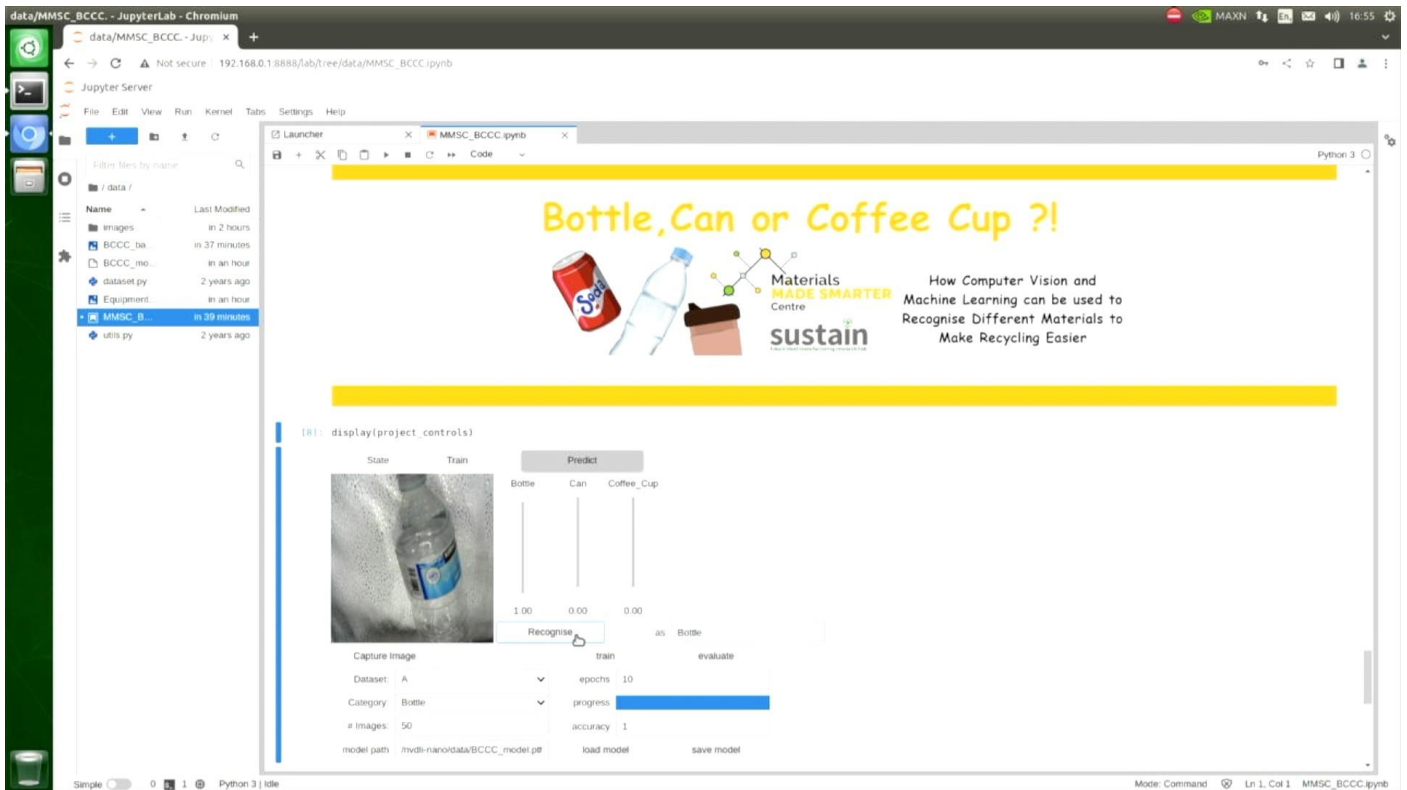 data/MMSC_BCCC. - JupyterLab - Chromium
MAXN
En
16:55
data/MMSC_BCCC. - Jupy
Not secure
192.168.0.1:8888/lab/tree/data/MMSC_BCCC.ipynb
Jupyter Server
File Edit View Run Kernel Tabs Settings Help
Launcher
MMSC_BCCC.ipynb
Filter files by name
Code
Python 3
/ data /
Name
Last Modified
images in 2 hours
BCCC_ba... in 37 minutes
BCCC_mo... in an hour
dataset.py 2 years ago
Equipment... in an hour
MMSC_B... in 39 minutes
utils.py 2 years ago
Bottle,Can or Coffee Cup ?!
Soda
Materials
MADE SMARTER
Centre
sustain
How Computer Vision and
Machine Learning can be used to
Recognise Different Materials to
Make Recycling Easier
[8]: display(project_controls)
State Train Predict
Bottle Can Coffee_Cup
1.00 0.00 0.00
Recognise as Bottle
Capture Image train evaluate
Dataset: A epochs 10
Category: Bottle progress
# Images: 50 accuracy 1
model path /nvdli-nano/data/BCCC_model.pth load model save model
Simple 0 1 Python 3 | Idle
Mode: Command Ln 1, Col 1 MMSC_BCCC.ipynb